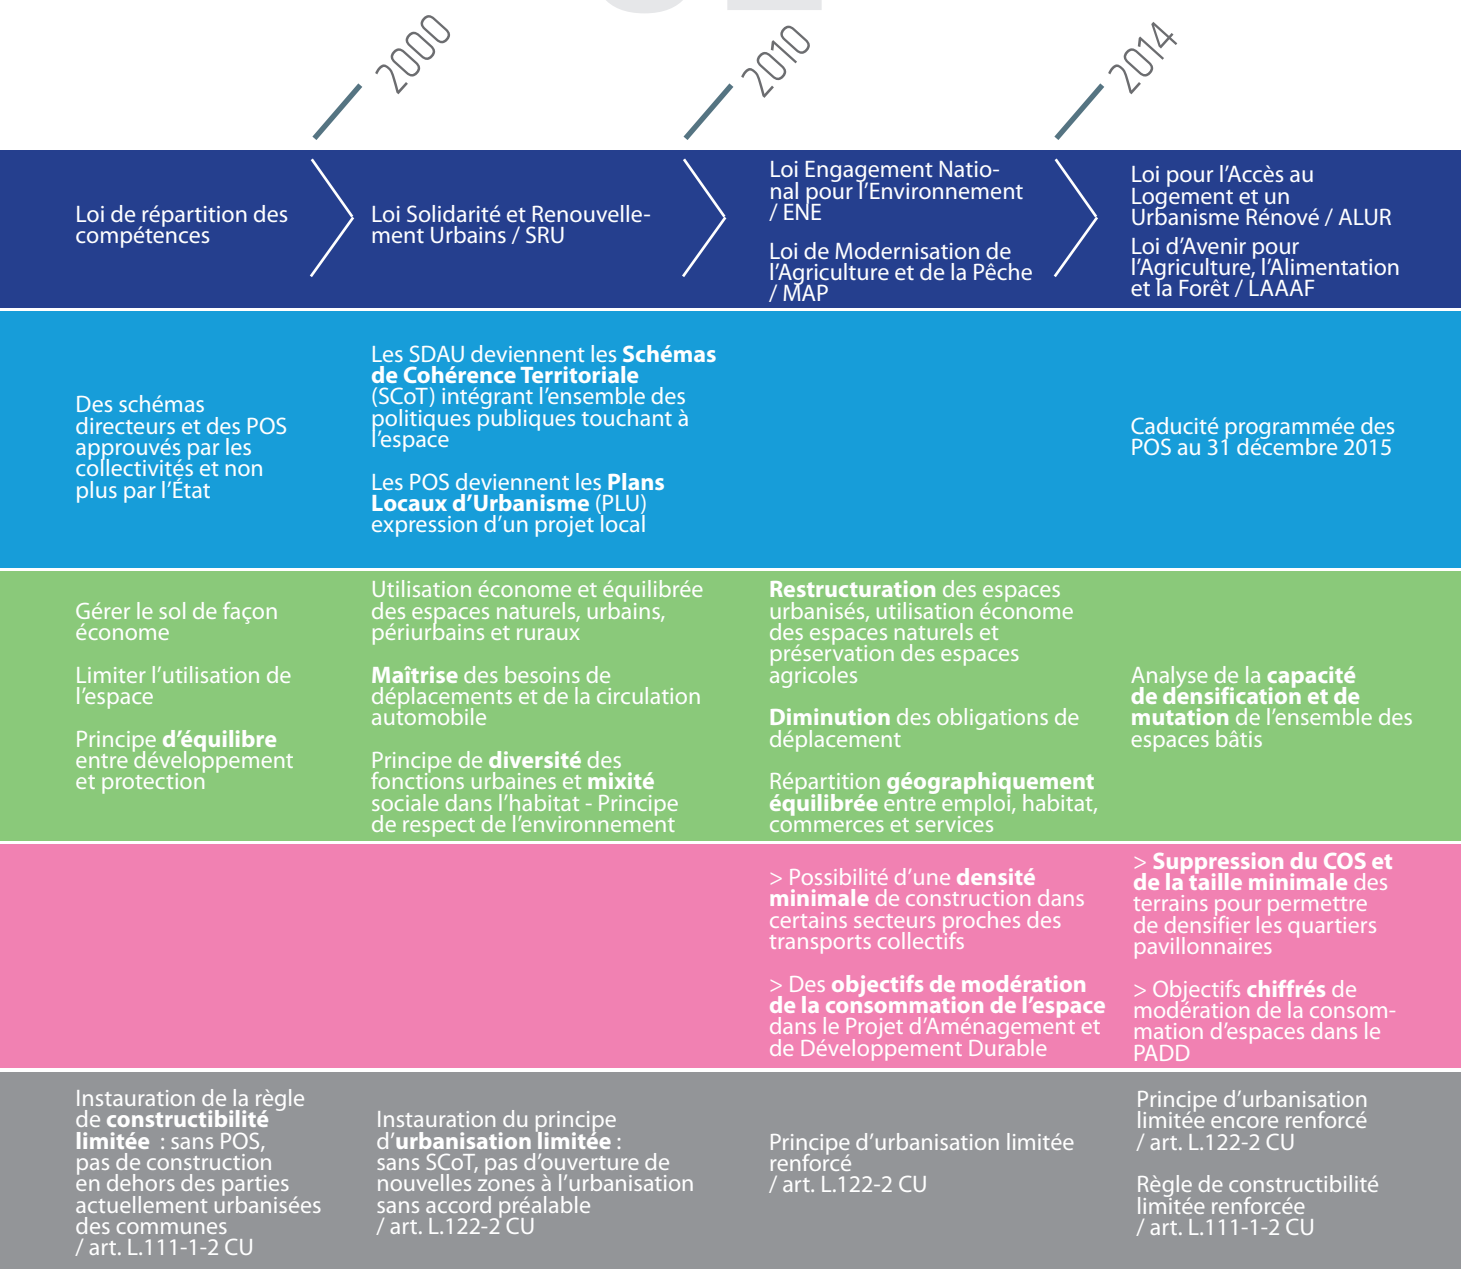 2000
2010
2014
Loi de répartition des
compétences
Loi Solidarité et Renouvelle-
ment Urbains / SRU
Loi Engagement Natio-
nal pour l'Environnement
/ ENE
Loi de Modernisation de
l'Agriculture et de la Pêche
/ MAP
Loi pour l'Accès au
Logement et un
Urbanisme Rénové / ALUR
Loi d'Avenir pour
l'Agriculture, l'Alimentation
et la Forêt / LAAAF
Des schémas
directeurs et des POS
approuvés par les
collectivités et non
plus par l'État
Les SDAU deviennent les Schémas
de Cohérence Territoriale
(SCoT) intégrant l'ensemble des
politiques publiques touchant à
l'espace
Les POS deviennent les Plans
Locaux d'Urbanisme (PLU)
expression d'un projet local
Caducité programmée des
POS au 31 décembre 2015
Gérer le sol de façon
économe
Limiter l'utilisation de
l'espace
Principe d'équilibre
entre développement
et protection
Utilisation économe et équilibrée
des espaces naturels, urbains,
périurbains et ruraux
Maîtrise des besoins de
déplacements et de la circulation
automobile
Principe de diversité des
fonctions urbaines et mixité
sociale dans l'habitat - Principe
de respect de l'environnement
Restructuration des espaces
urbanisés, utilisation économe
des espaces naturels et
préservation des espaces
agricoles
Diminution des obligations de
déplacement
Répartition géographiquement
équilibrée entre emploi, habitat,
commerces et services
Analyse de la capacité
de densification et de
mutation de l'ensemble des
espaces bâtis
> Possibilité d'une densité
minimale de construction dans
certains secteurs proches des
transports collectifs
> Des objectifs de modération
de la consommation de l'espace
dans le Projet d'Aménagement et
de Développement Durable
> Suppression du COS et
de la taille minimale des
terrains pour permettre
de densifier les quartiers
pavillonnaires
> Objectifs chiffrés de
modération de la consom-
mation d'espaces dans le
PADD
Instauration de la règle
de constructibilité
limitée : sans POS,
pas de construction
en dehors des parties
actuellement urbanisées
des communes
/ art. L.111-1-2 CU
Instauration du principe
d'urbanisation limitée :
sans SCoT, pas d'ouverture de
nouvelles zones à l'urbanisation
sans accord préalable
/ art. L.122-2 CU
Principe d'urbanisation limitée
renforcé
/ art. L.122-2 CU
Principe d'urbanisation
limitée encore renforcé
/ art. L.122-2 CU
Règle de constructibilité
limitée renforcée
/ art. L.111-1-2 CU